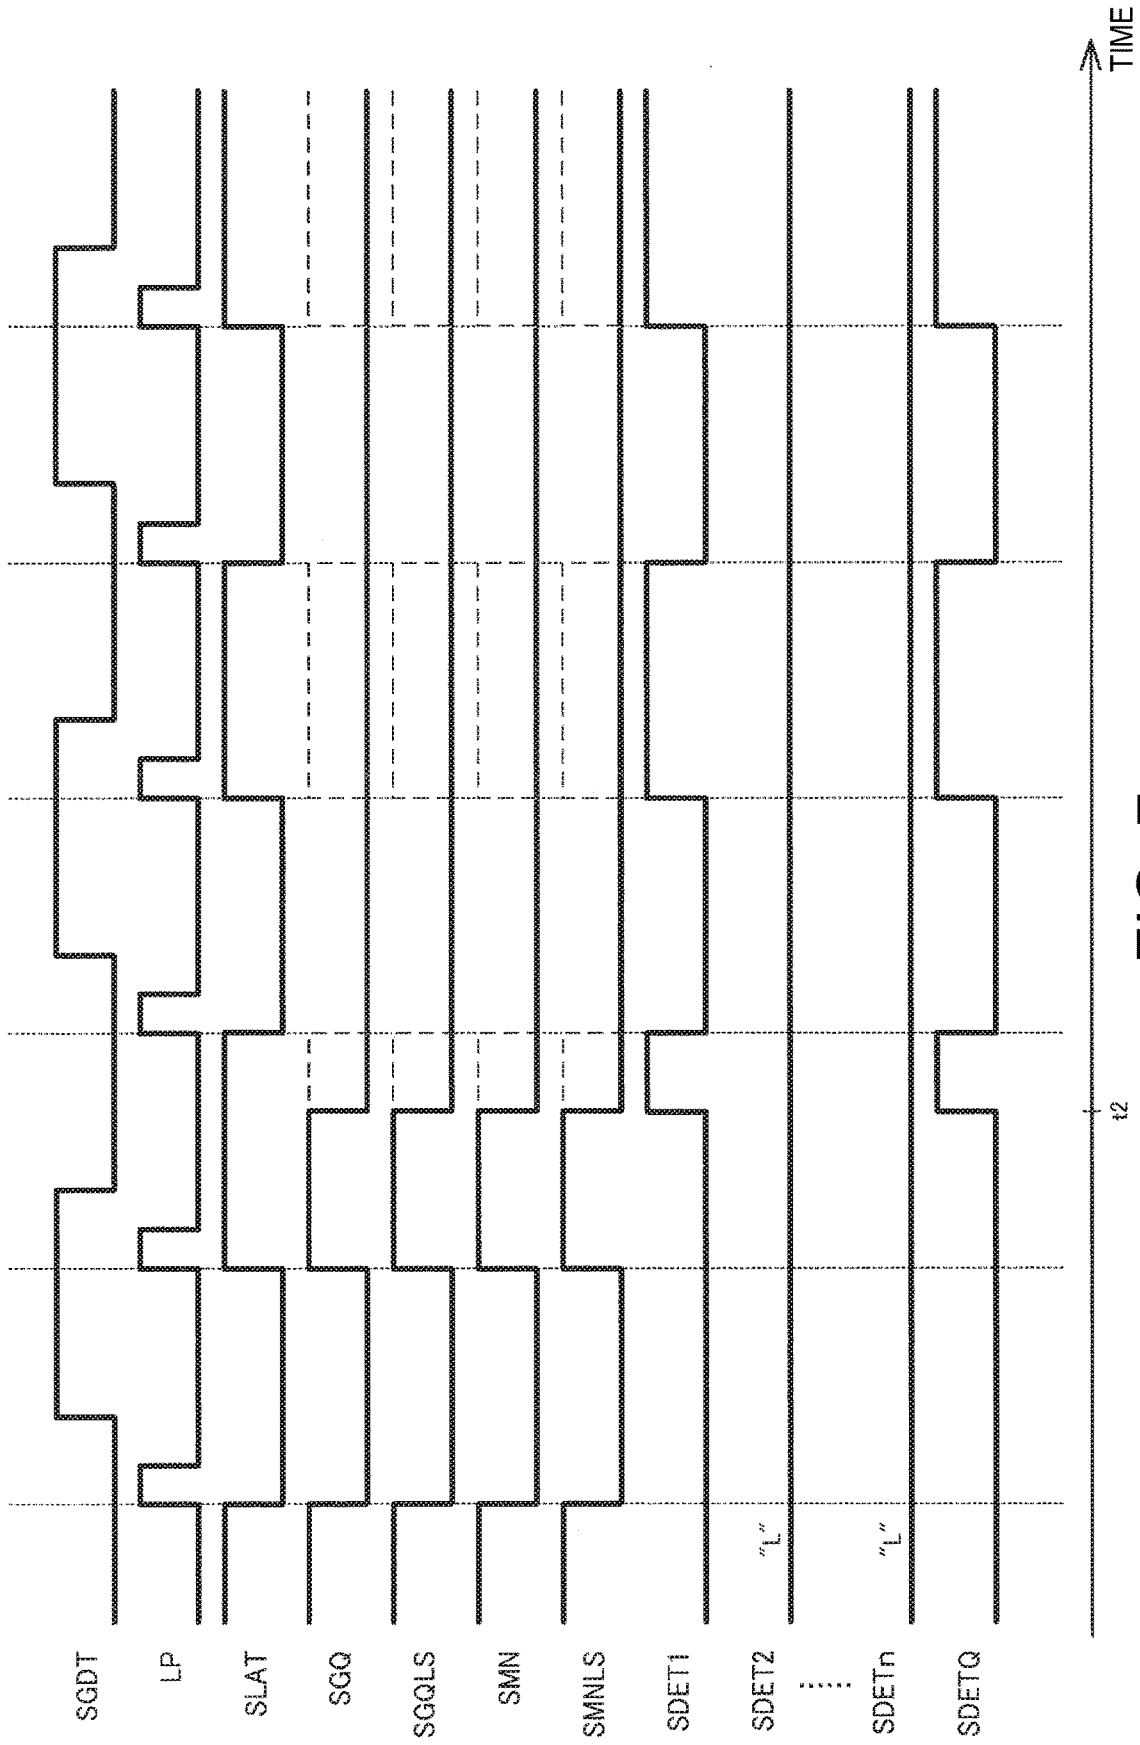 SGDT
LP
SLAT
SGQ
SGQLS
SMN
SMNLS
SDET1
SDET2 "L"
SDETn "L"
SDETQ
t2
TIME